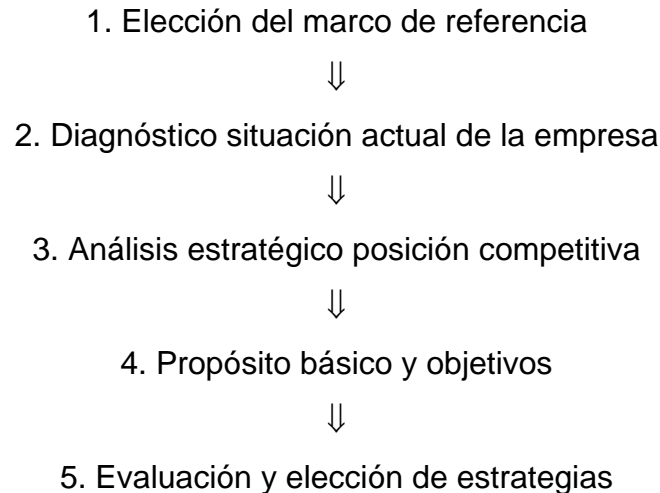 1. Elección del marco de referencia
⇓
2. Diagnóstico situación actual de la empresa
⇓
3. Análisis estratégico posición competitiva
⇓
4. Propósito básico y objetivos
⇓
5. Evaluación y elección de estrategias